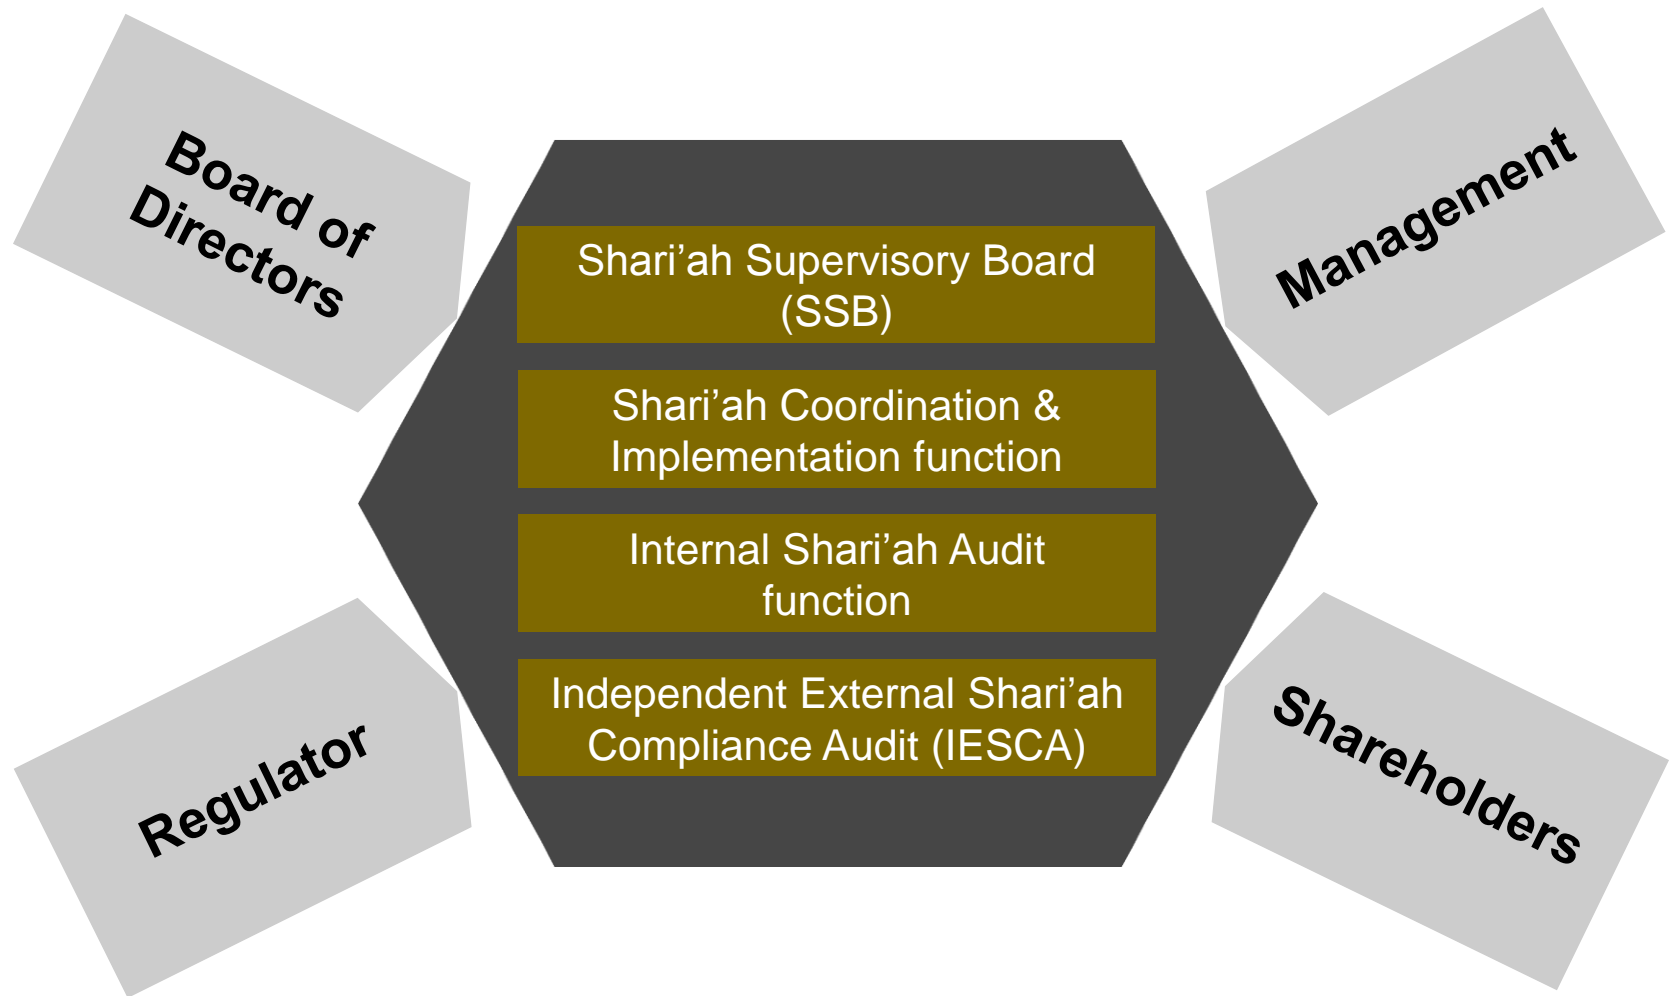 Board of
Directors
Management
Shari’ah Supervisory Board
(SSB)
Shari’ah Coordination &
Implementation function
Internal Shari’ah Audit
function
Independent External Shari’ah
Compliance Audit (IESCA)
Regulator
Shareholders